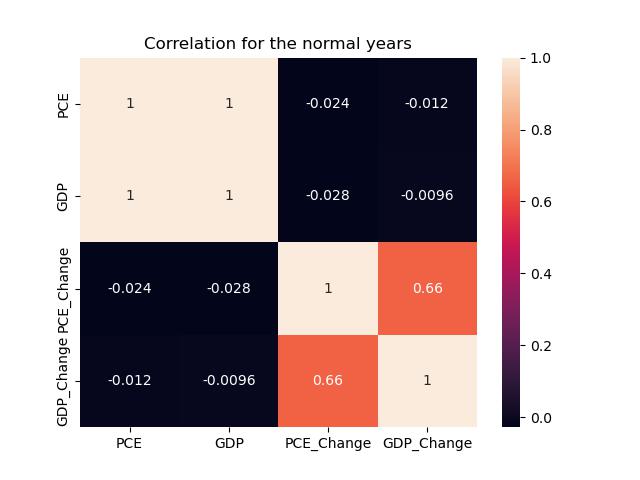 Correlation for the normal years
PCE 1 1 -0.024 -0.012
GDP 1 1 -0.028 -0.0096
PCE_Change -0.024 -0.028 1 0.66
GDP_Change -0.012 -0.0096 0.66 1
PCE GDP PCE_Change GDP_Change
1.0
0.8
0.6
0.4
0.2
0.0